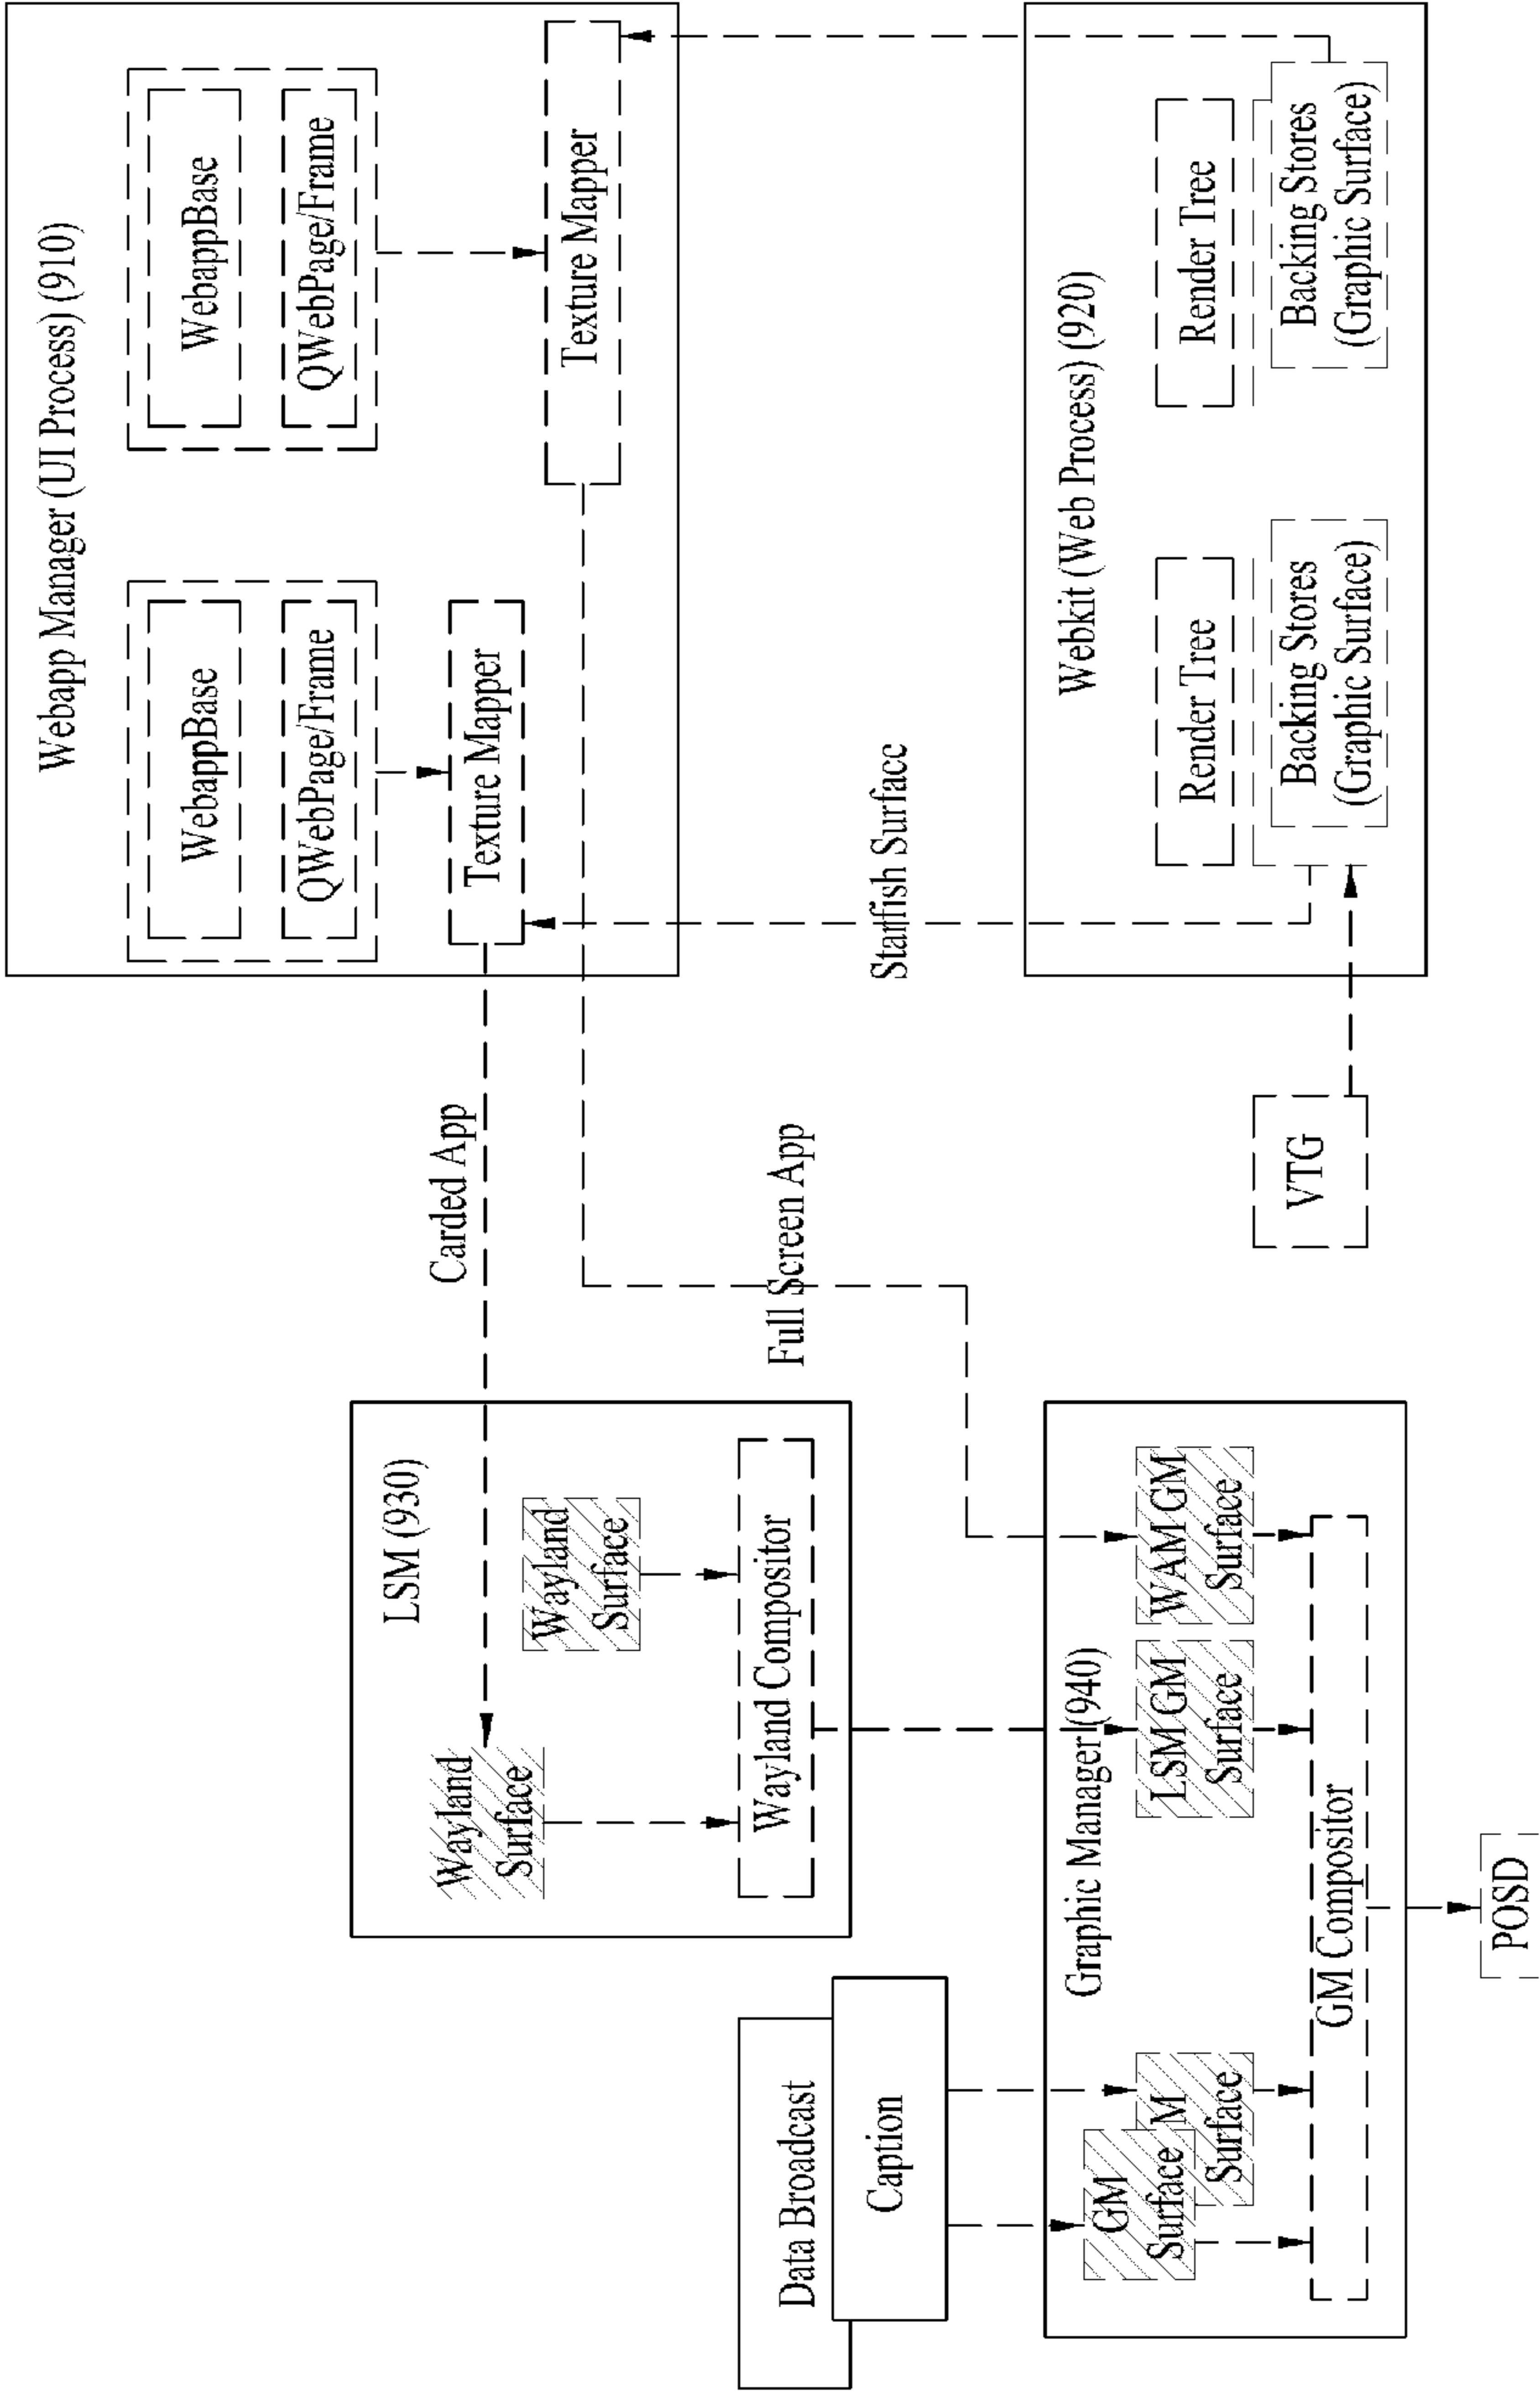 Webapp Manager (UI Process) (910)
WebappBase
QWebPage/Frame
Texture Mapper
WebappBase
QWebPage/Frame
Texture Mapper
Carded App
Full Screen App
Starfish Surface
LSM (930)
Wayland
Surface
Wayland
Surface
Wayland Compositor
Data Broadcast
Caption
Graphic Manager (940)
GM
Surface
M
Surface
LSM GM
Surface
WAM GM
Surface
GM Compositor
POSD
VTG
Webkit (Web Process) (920)
Render Tree
Backing Stores
(Graphic Surface)
Render Tree
Backing Stores
(Graphic Surface)